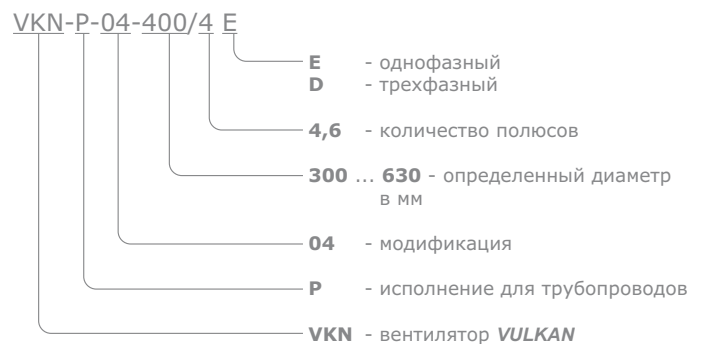 VKN-P-04-400/4 E
E - однофазный
D - трехфазный
4,6 - количество полюсов
300 ... 630 - определенный диаметр
в мм
04 - модификация
P - исполнение для трубопроводов
VKN - вентилятор VULKAN